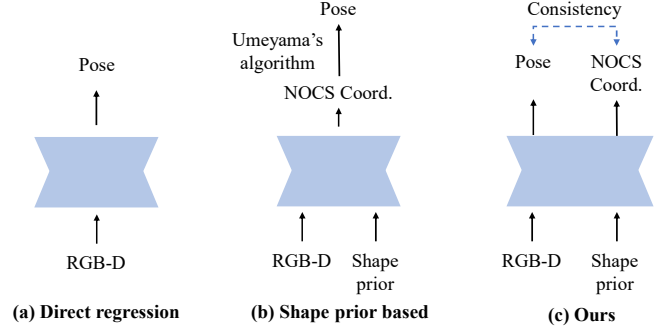 Pose
RGB-D
(a) Direct regression
Pose
Umeyama's
algorithm
NOCS Coord.
RGB-D
Shape
prior
(b) Shape prior based
Consistency
Pose
NOCS
Coord.
RGB-D
Shape
prior
(c) Ours